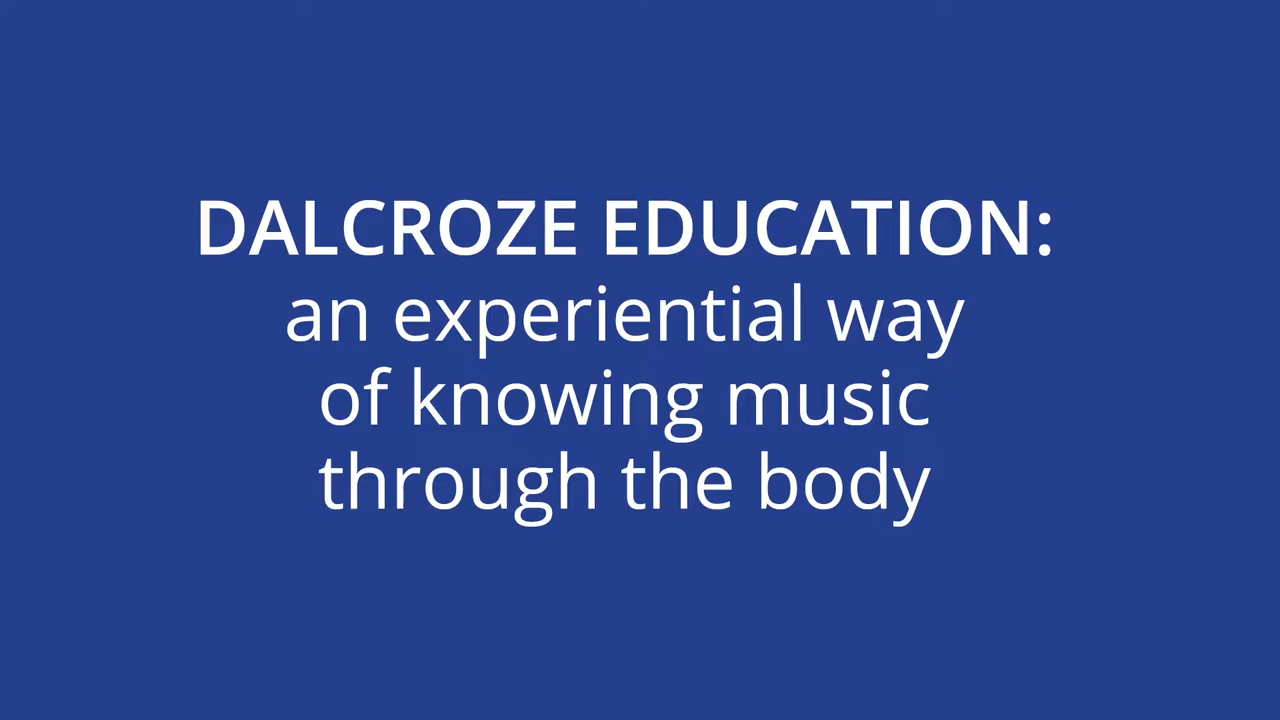 DALCROZE EDUCATION:
an experiential way
of knowing music
through the body